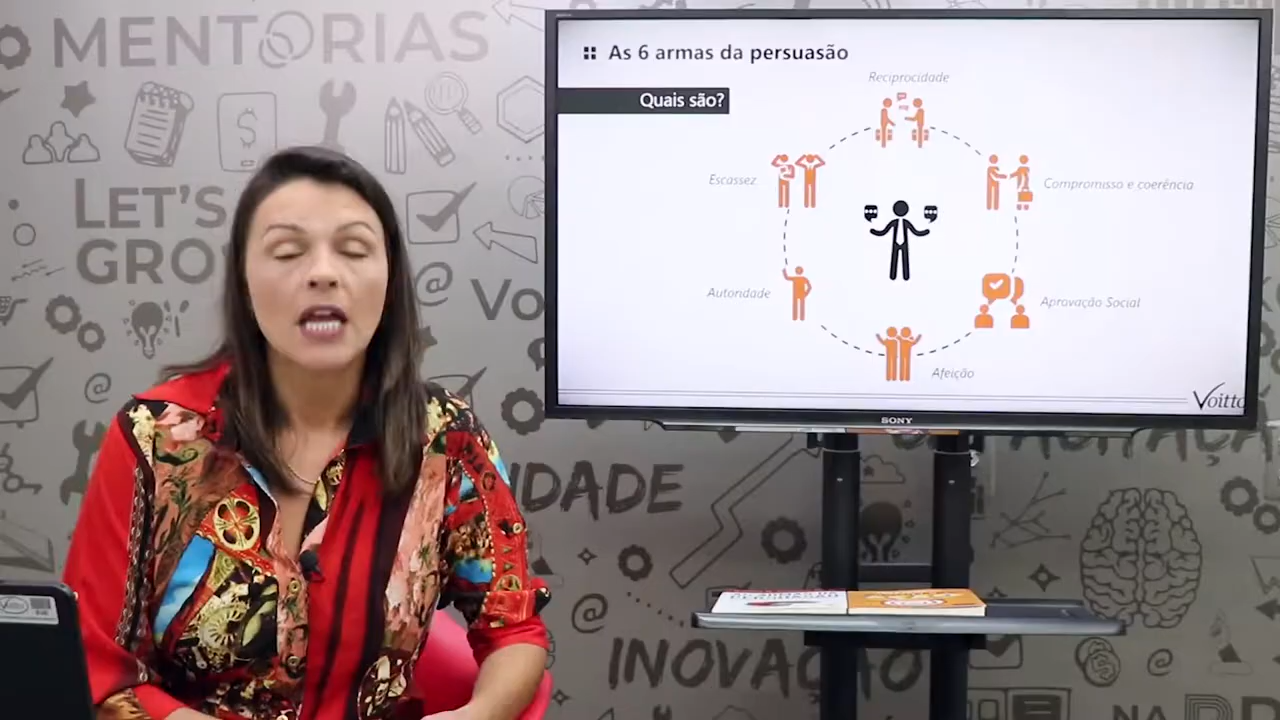 MENTORIAS
LET'S
GRO
@
VO
DADE
@
INOVAÇÃO
@
As 6 armas da persuasão
Quais são?
Reciprocidade
Escassez
Compromisso e coerência
Autoridade
Aprovação Social
Afeição
Voitto
SONY